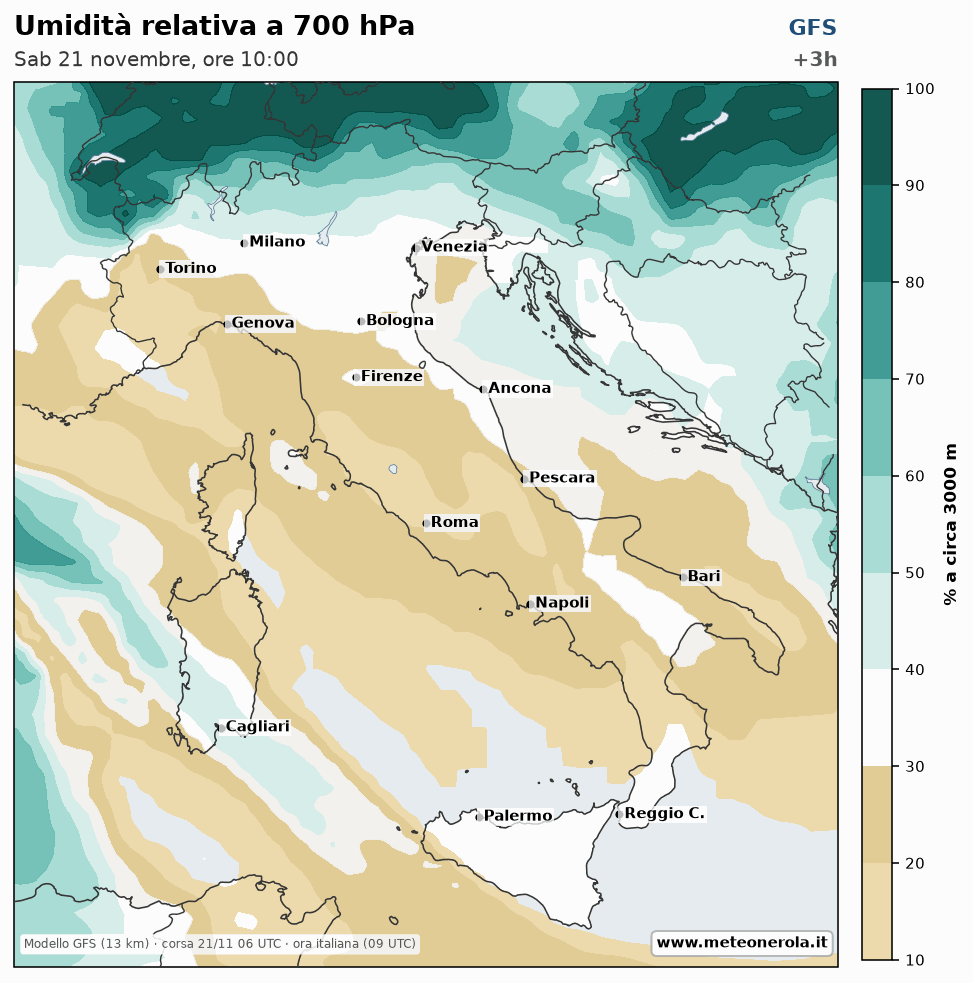 Umidità relativa a 700 hPa
GFS
Sab 21 novembre, ore 10:00
+3h
100
90
80
70
60
50
40
30
20
10
% a circa 3000 m
Milano
Venezia
Torino
Genova
Bologna
Firenze
Ancona
Pescara
Roma
Bari
Napoli
Cagliari
Palermo
Reggio C.
Modello GFS (13 km) · corsa 21/11 06 UTC · ora italiana (09 UTC)
www.meteonerola.it